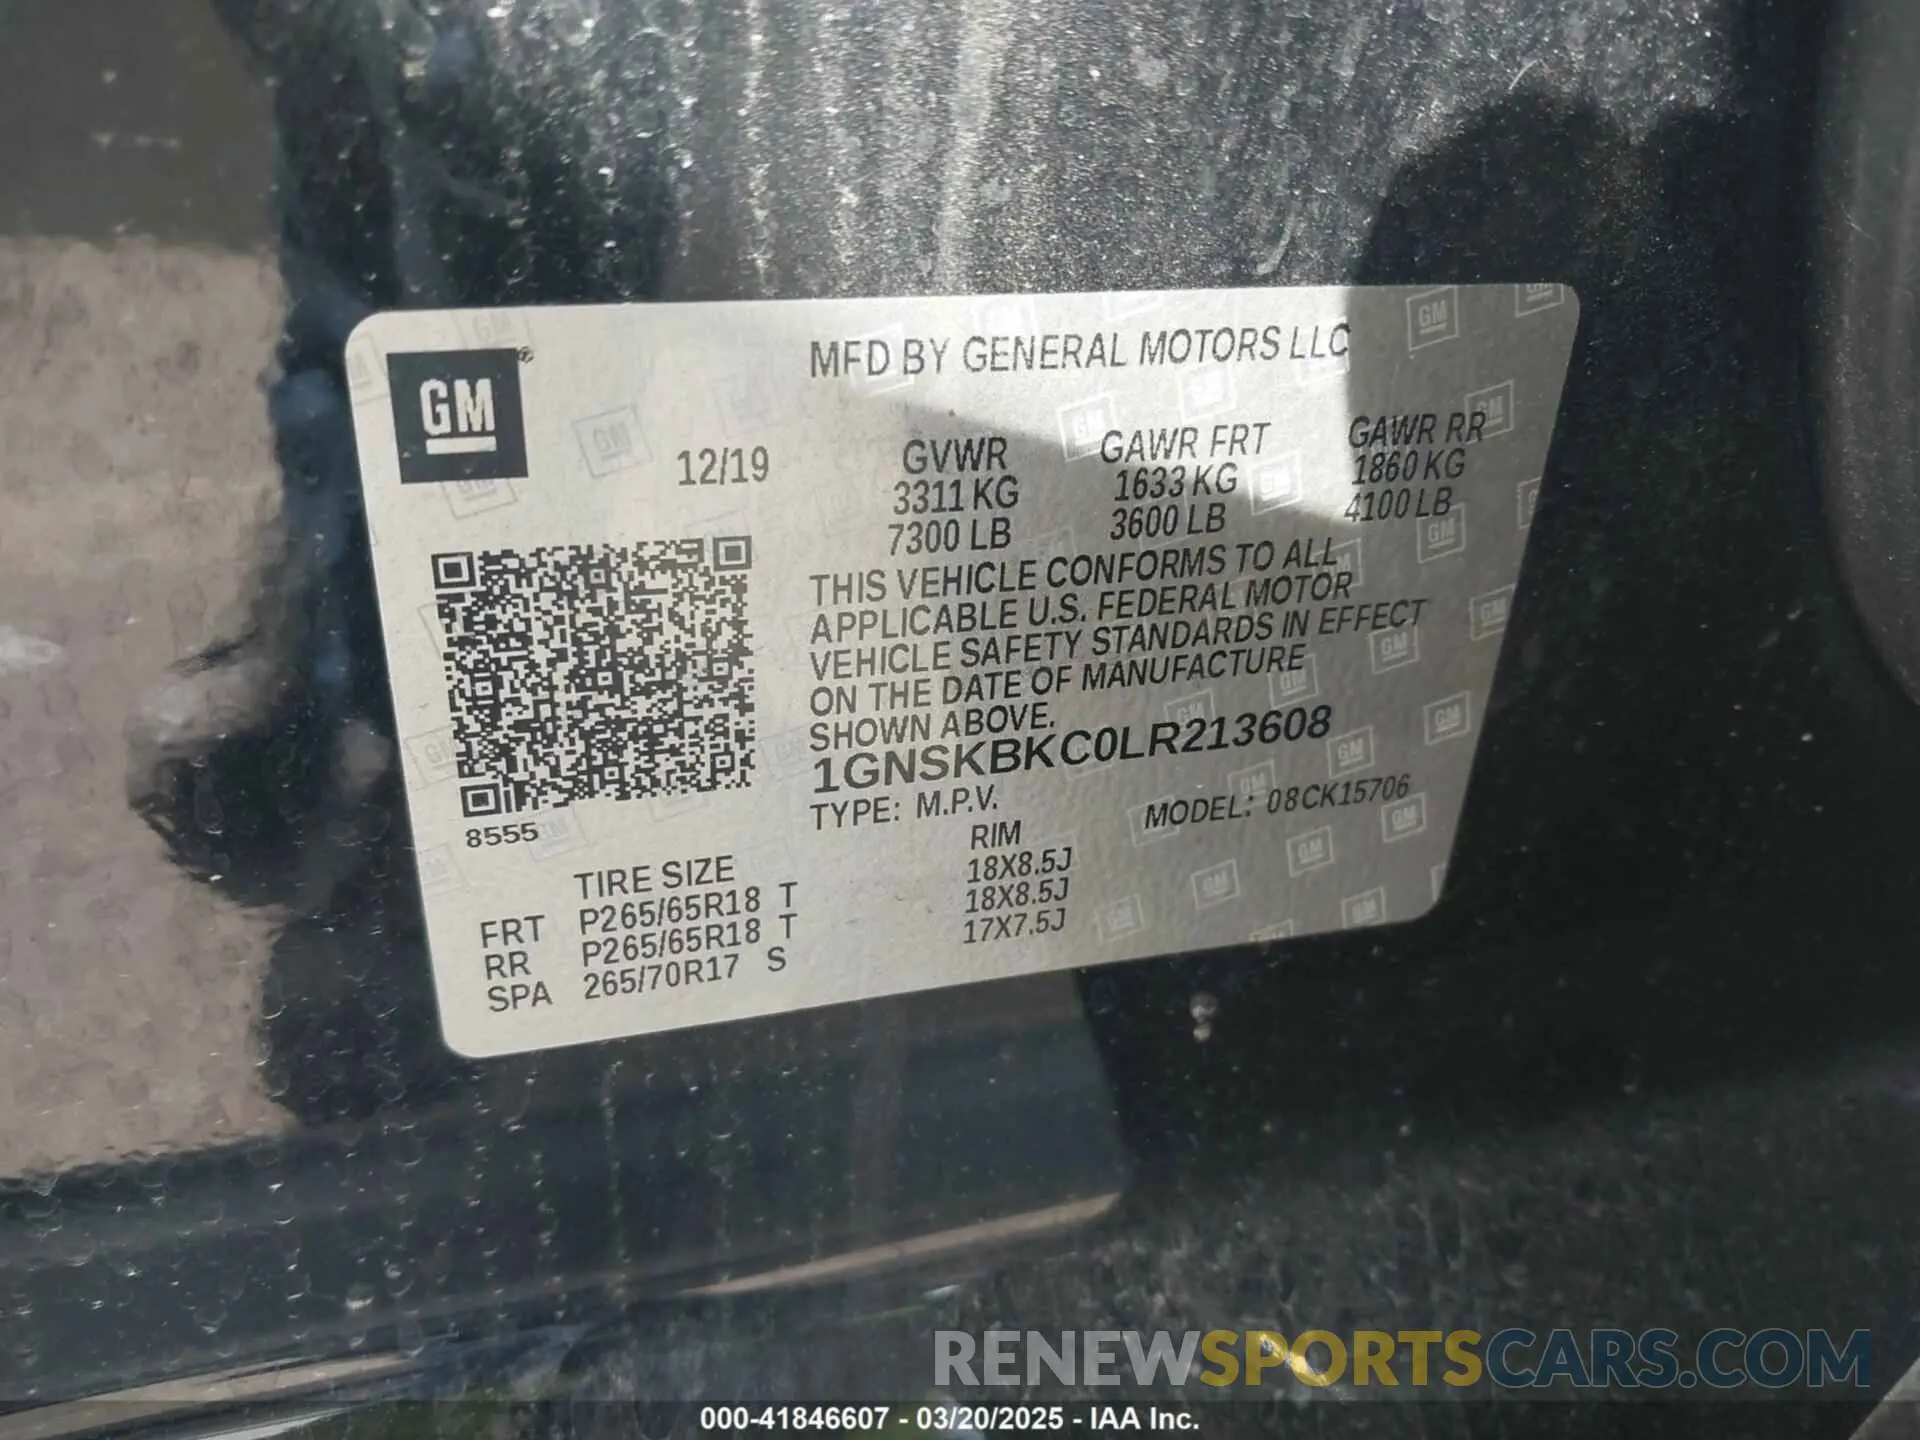 GM®
MFD BY GENERAL MOTORS LLC
12/19
GVWR GAWR FRT GAWR RR
3311 KG 1633 KG 1860 KG
7300 LB 3600 LB 4100 LB
THIS VEHICLE CONFORMS TO ALL
APPLICABLE U.S. FEDERAL MOTOR
VEHICLE SAFETY STANDARDS IN EFFECT
ON THE DATE OF MANUFACTURE
SHOWN ABOVE.
1GNSKBKC0LR213608
TYPE: M.P.V. MODEL: 08CK15706
8555
TIRE SIZE RIM
FRT P265/65R18 T 18X8.5J
RR P265/65R18 T 18X8.5J
SPA 265/70R17 S 17X7.5J
RENEWSPORTSCARS.COM
000-41846607 - 03/20/2025 - IAA Inc.